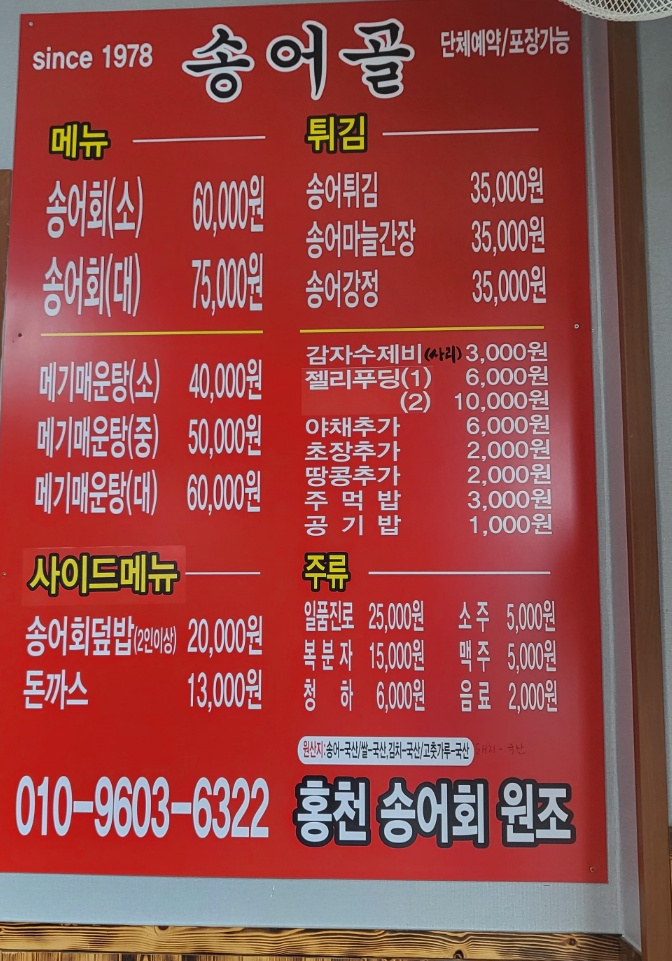 since 1978
송어골
단체예약/포장가능
메뉴
송어회(소) 60,000원
송어회(대) 75,000원
메기매운탕(소) 40,000원
메기매운탕(중) 50,000원
메기매운탕(대) 60,000원
사이드메뉴
송어회덮밥(2인이상) 20,000원
돈까스 13,000원
튀김
송어튀김 35,000원
송어마늘간장 35,000원
송어강정 35,000원
감자수제비(사리) 3,000원
젤리푸딩(1) 6,000원
(2) 10,000원
야채추가 6,000원
초장추가 2,000원
땅콩추가 2,000원
주먹밥 3,000원
공기밥 1,000원
주류
일품진로 25,000원 소주 5,000원
복분자 15,000원 맥주 5,000원
청하 6,000원 음료 2,000원
원산지:송어-국산/쌀-국산,김치-국산/고춧가루-국산
010-9603-6322
홍천 송어회 원조